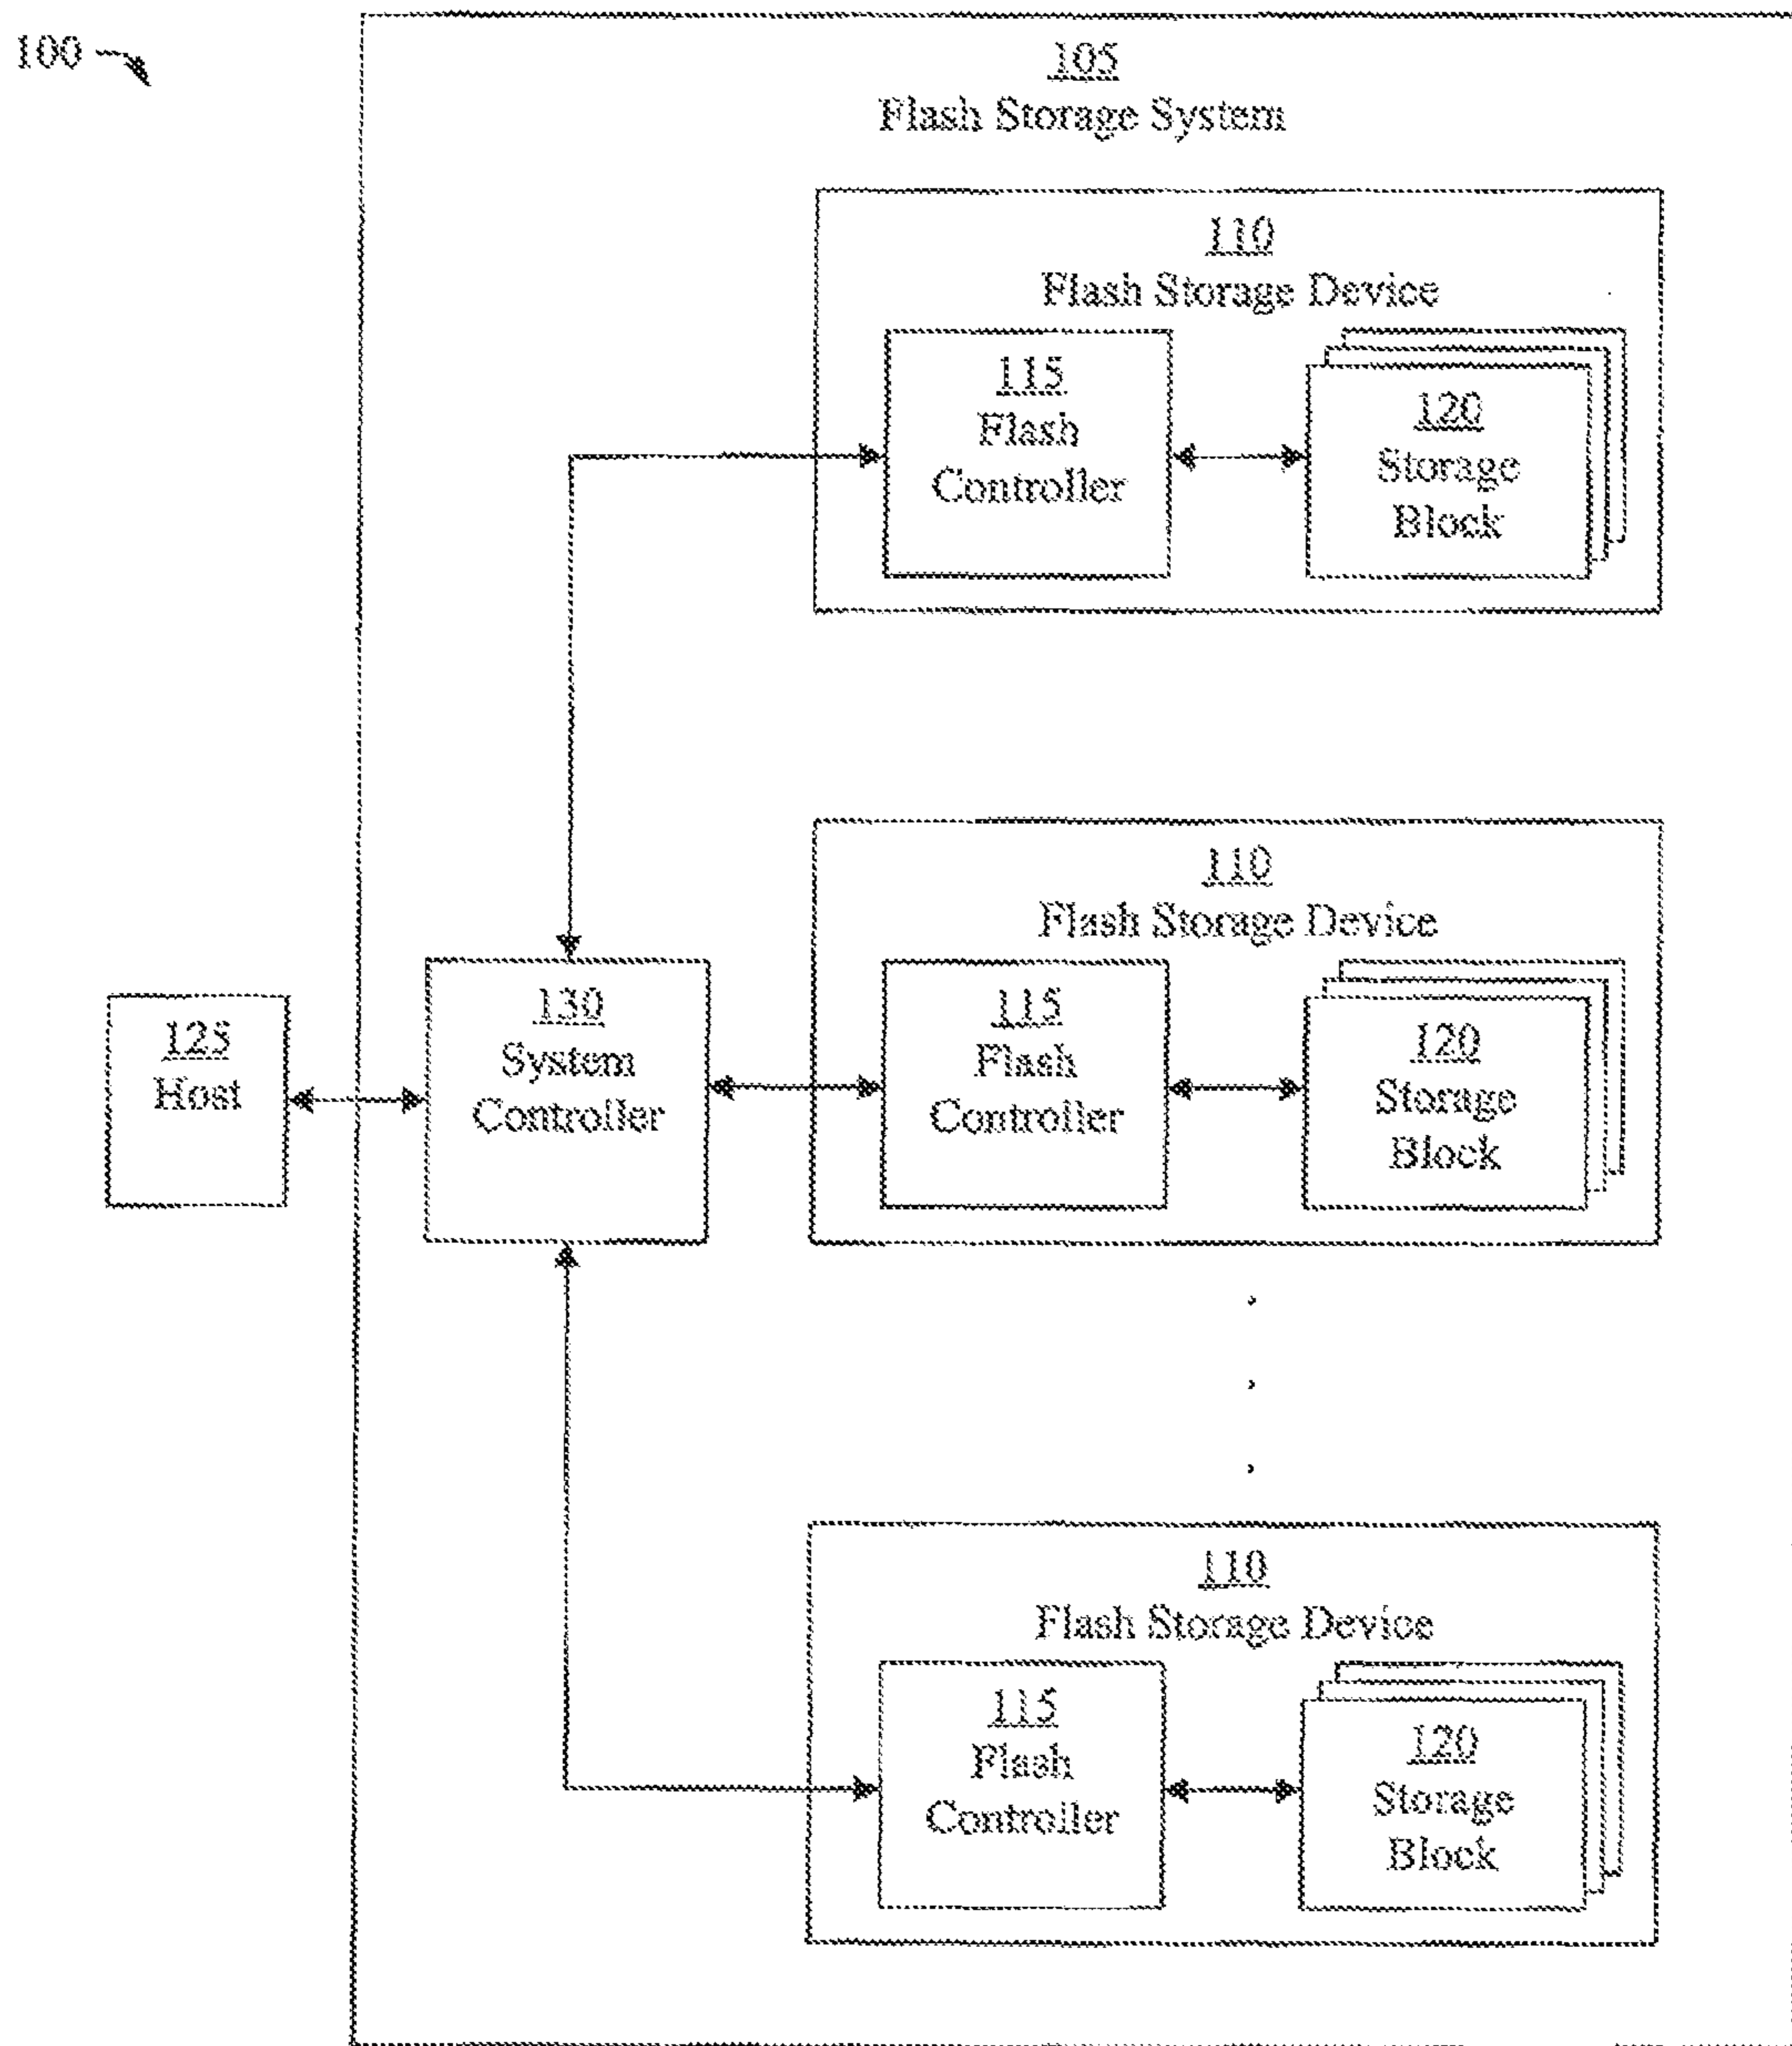 100
105
Flash Storage System
110
Flash Storage Device
115
Flash
Controller
120
Storage
Block
110
Flash Storage Device
130
System
Controller
125
Host
115
Flash
Controller
120
Storage
Block
110
Flash Storage Device
115
Flash
Controller
120
Storage
Block